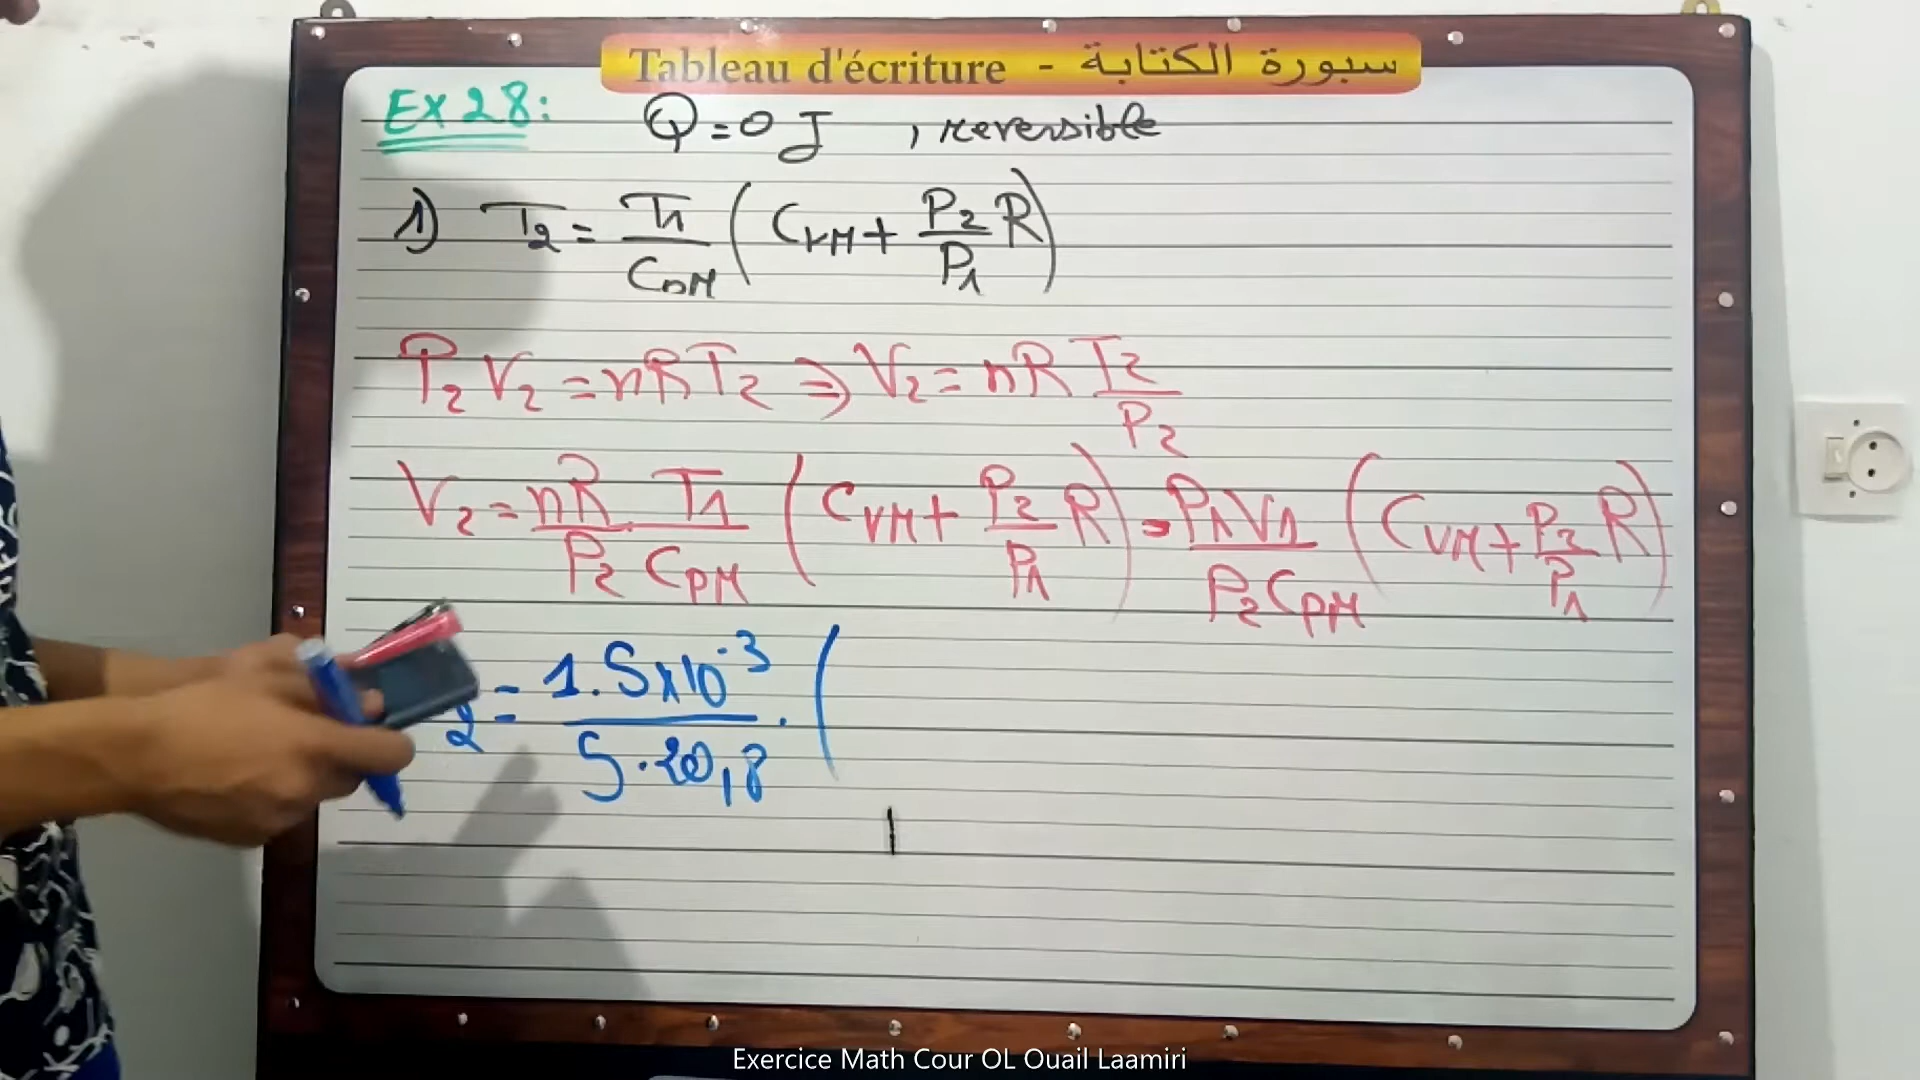 Tableau d'écriture - سبورة الكتابة
Ex 28: Q = 0 J , reversible
1) T2 = T1/CPM ( CVM + P2/P1 R )
P2 V2 = nRT2 ⇒ V2 = nR T2/P2
V2 = nR/P2 T1/CPM ( CVM + P2/P1 R ) = P1V1/P2CPM ( CVM + P2/P1 R )
2 = 1.5x10^-3 / 5.20,8 . (
Exercice Math Cour OL Ouail Laamiri